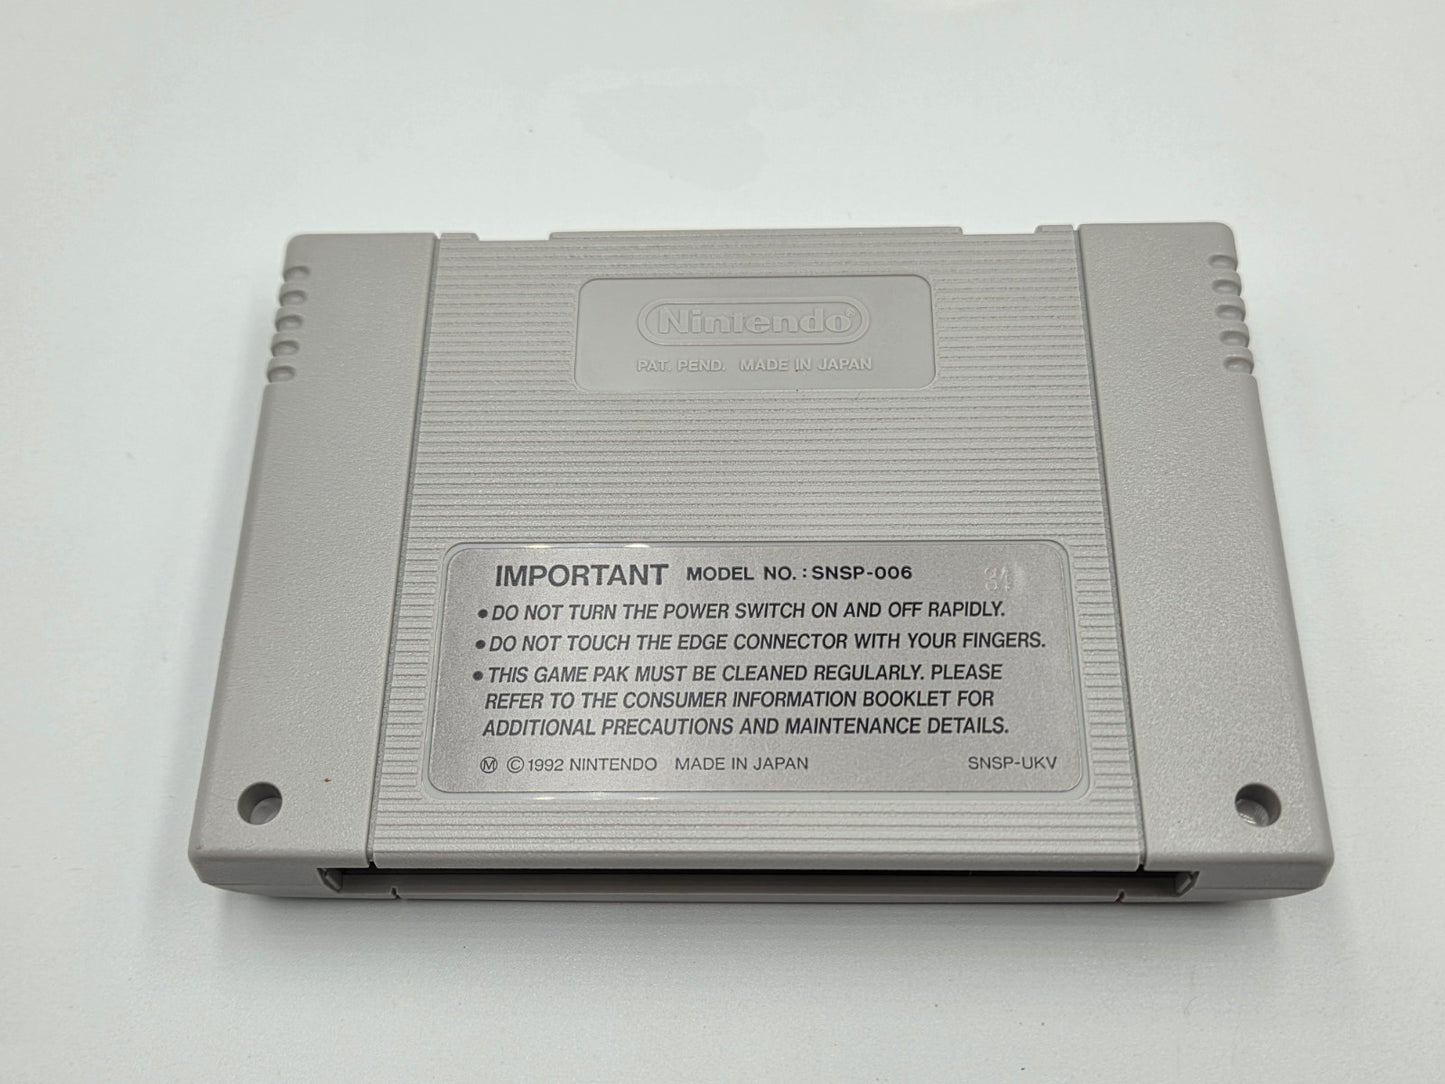 Nintendo®
PAT. PEND. MADE IN JAPAN
IMPORTANT MODEL NO. : SNSP-006
• DO NOT TURN THE POWER SWITCH ON AND OFF RAPIDLY.
• DO NOT TOUCH THE EDGE CONNECTOR WITH YOUR FINGERS.
• THIS GAME PAK MUST BE CLEANED REGULARLY. PLEASE
REFER TO THE CONSUMER INFORMATION BOOKLET FOR
ADDITIONAL PRECAUTIONS AND MAINTENANCE DETAILS.
Ⓜ © 1992 NINTENDO MADE IN JAPAN SNSP-UKV